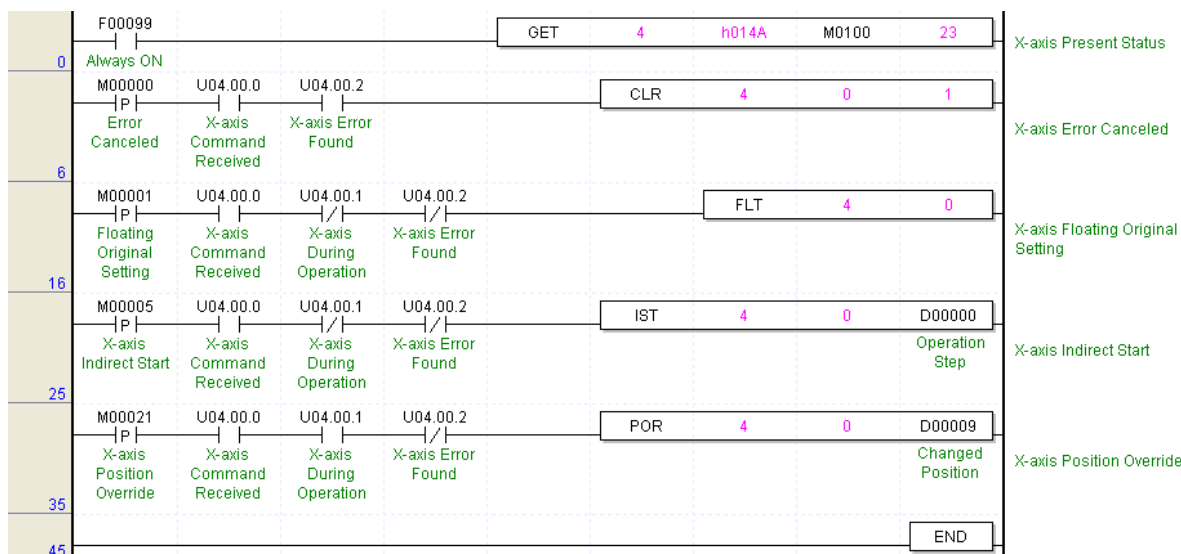 F00099
GET 4 h014A M0100 23
X-axis Present Status
0 Always ON
M00000 U04.00.0 U04.00.2
P
CLR 4 0 1
Error X-axis X-axis Error
Canceled Command Found
Received
X-axis Error Canceled
6
M00001 U04.00.0 U04.00.1 U04.00.2
P
FLT 4 0
Floating X-axis X-axis X-axis Error
Original Command During Found
Setting Received Operation
X-axis Floating Original
Setting
16
M00005 U04.00.0 U04.00.1 U04.00.2
P
IST 4 0 D00000
X-axis X-axis X-axis X-axis Error Operation
Indirect Start Command During Found Step
Received Operation
X-axis Indirect Start
25
M00021 U04.00.0 U04.00.1 U04.00.2
P
POR 4 0 D00009
X-axis X-axis X-axis X-axis Error Changed
Position Command During Found Position
Override Received Operation
X-axis Position Override
35
END
45